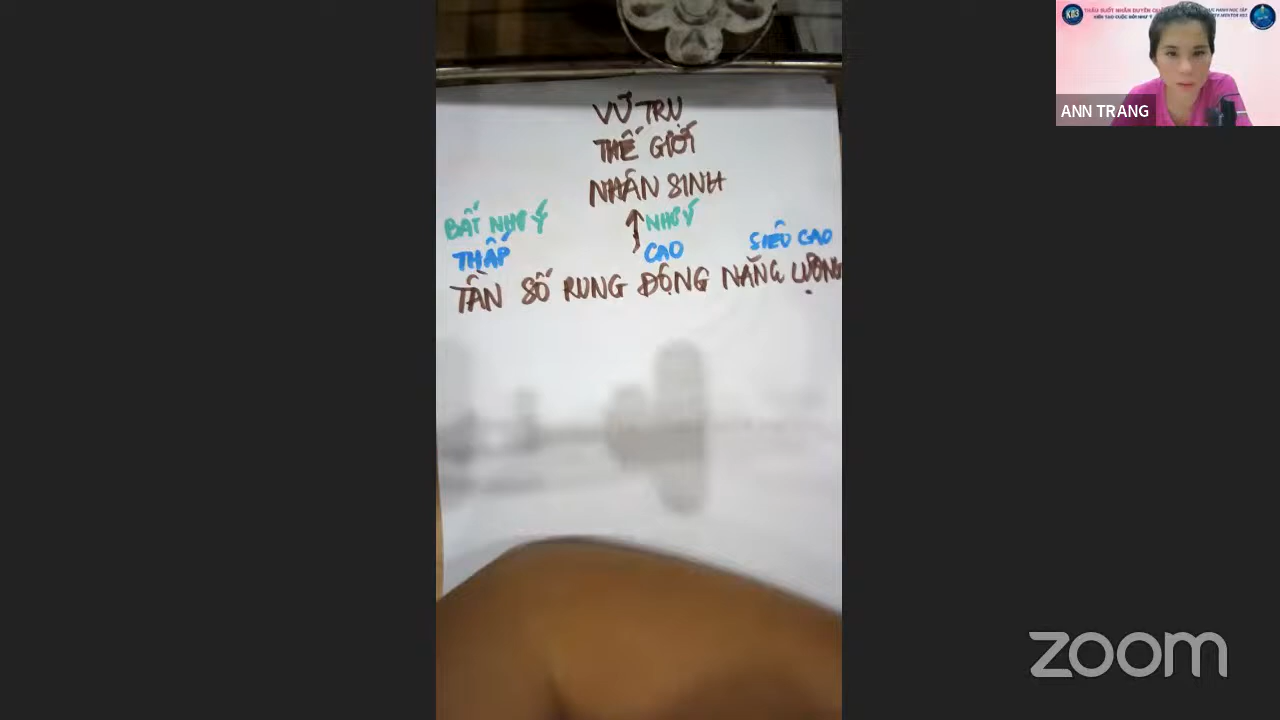 VŨ TRỤ
THẾ GIỚI
NHÂN SINH
BẤT NHƯ Ý
NHƯ Ý
THẤP
CAO
SIÊU CAO
TẦN SỐ RUNG ĐỘNG NĂNG LƯỢNG
KB3
ANN TRANG
zoom